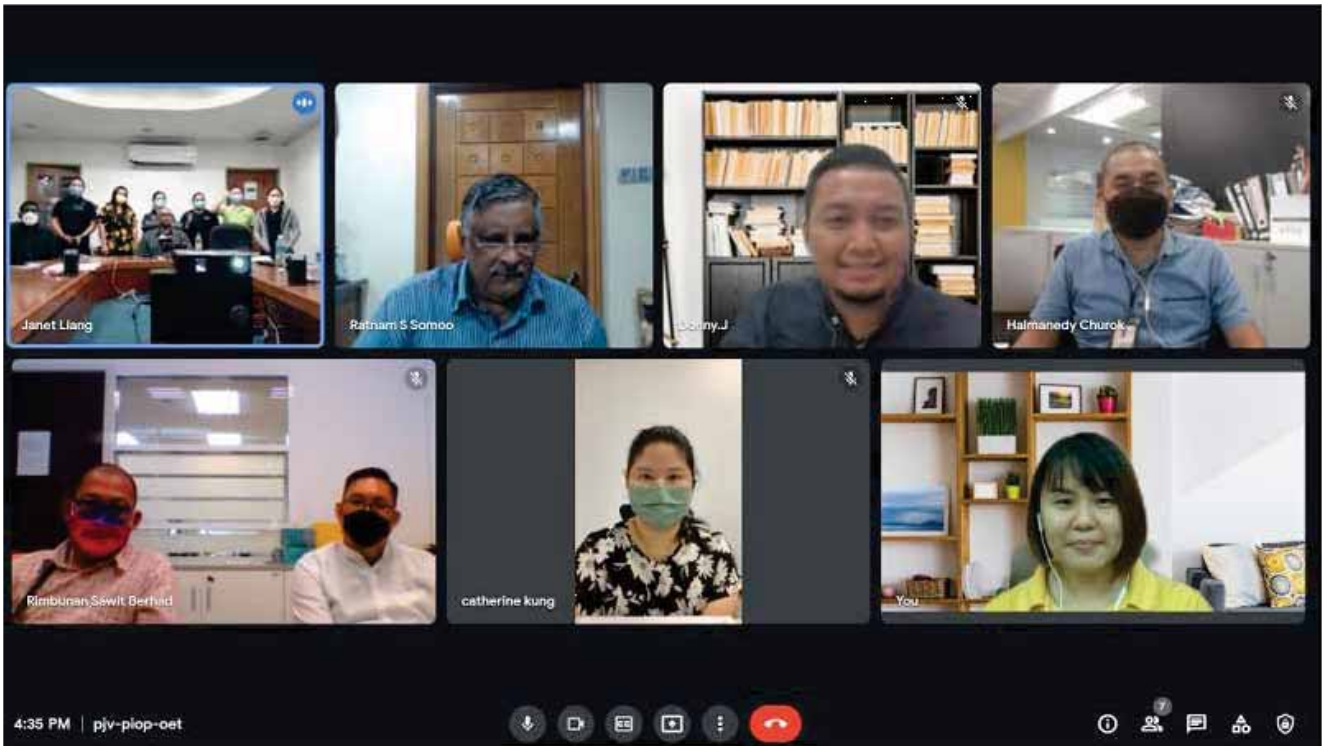 Janet Liang
Ratnam S Somoo
Donny.J
Halmanedy Churok
Rimbunan Sawit Berhad
catherine kung
You
4:35 PM | pjv-piop-oet
7